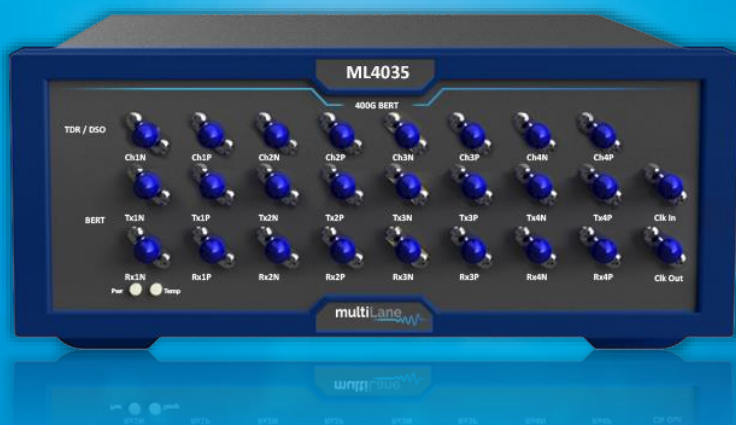 ML4035
400G BERT
TDR / DSO
Ch1N Ch1P Ch2N Ch2P Ch3N Ch3P Ch4N Ch4P
Tx1N Tx1P Tx2N Tx2P Tx3N Tx3P Tx4N Tx4P Clk In
BERT
Rx1N Rx1P Rx2N Rx2P Rx3N Rx3P Rx4N Rx4P Clk Out
Pwr Temp
multiLane